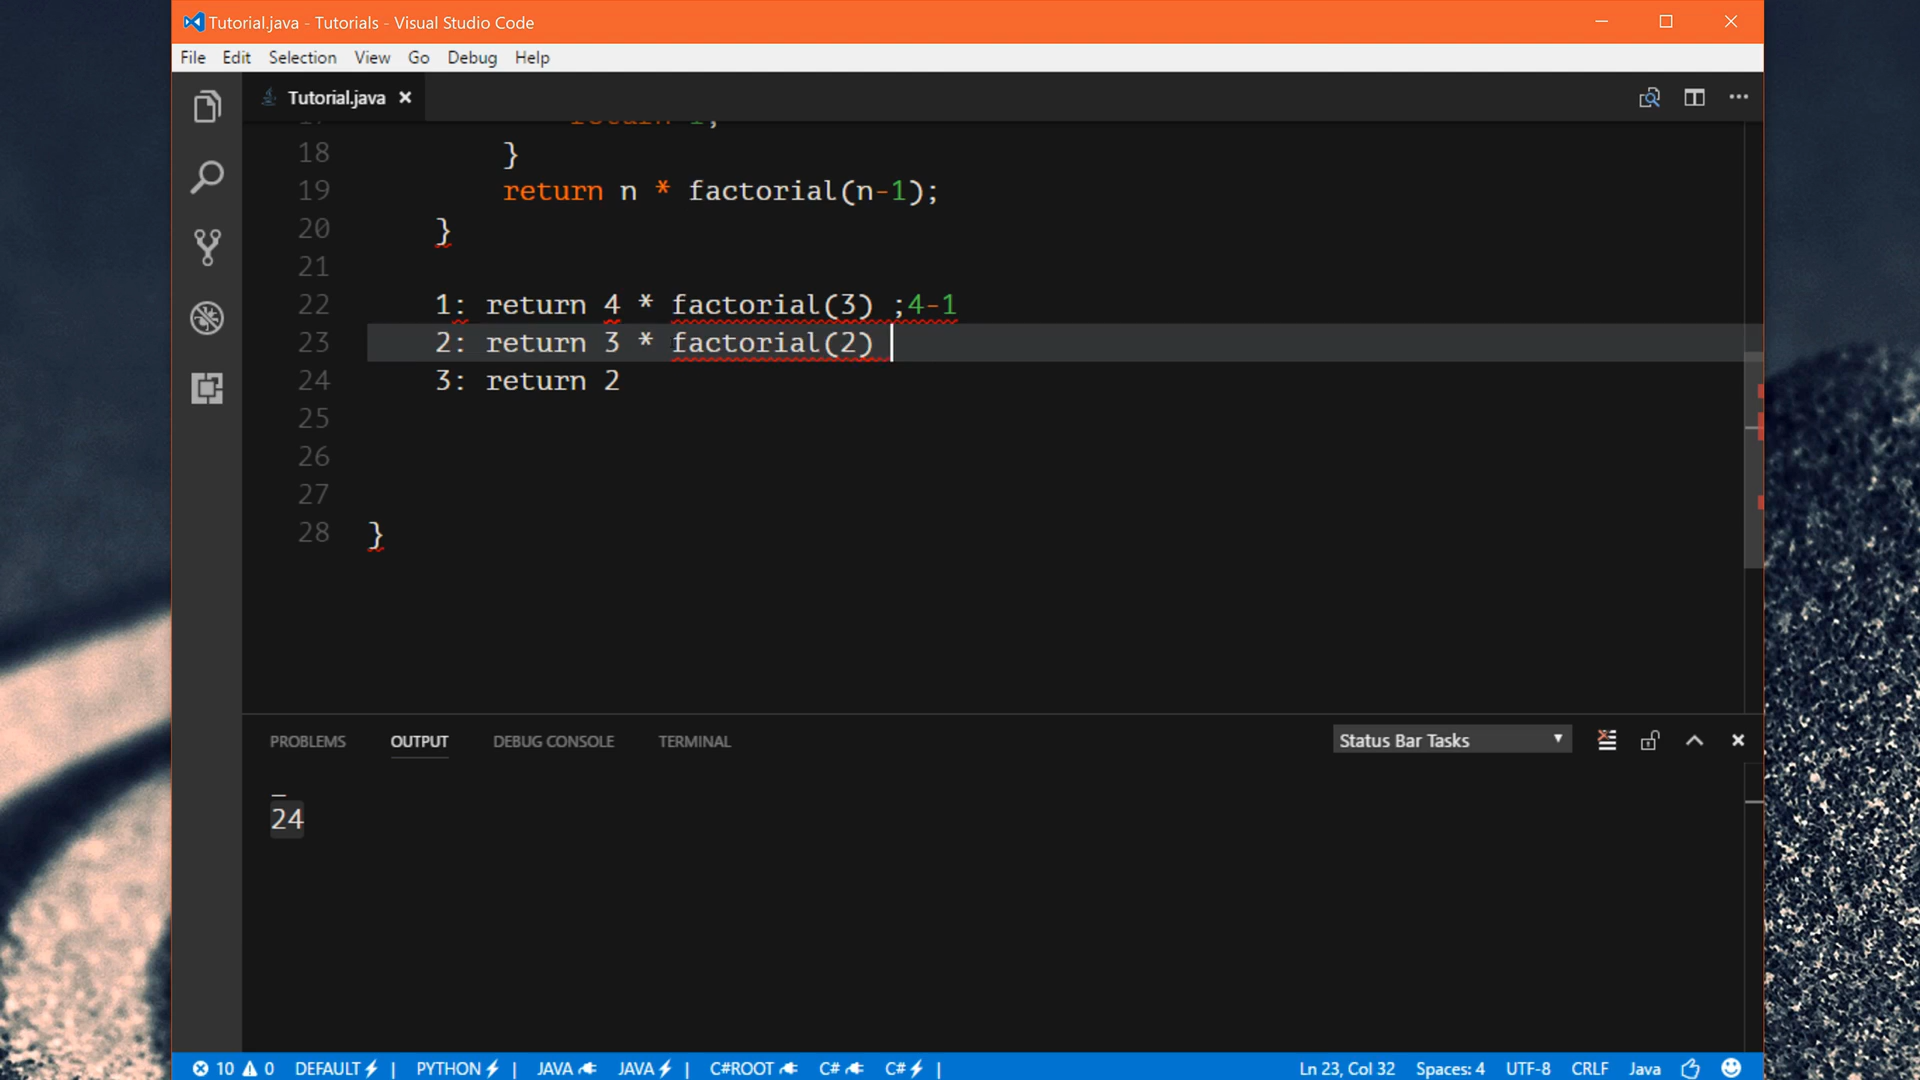 Tutorial.java - Tutorials - Visual Studio Code
File Edit Selection View Go Debug Help
Tutorial.java
17 return 1;
18 }
19 return n * factorial(n-1);
20 }
21
22 1: return 4 * factorial(3) ;4-1
23 2: return 3 * factorial(2)
24 3: return 2
25
26
27
28 }
PROBLEMS OUTPUT DEBUG CONSOLE TERMINAL Status Bar Tasks
24
10 0 DEFAULT | PYTHON | JAVA JAVA | C#ROOT C# C# | Ln 23, Col 32 Spaces: 4 UTF-8 CRLF Java